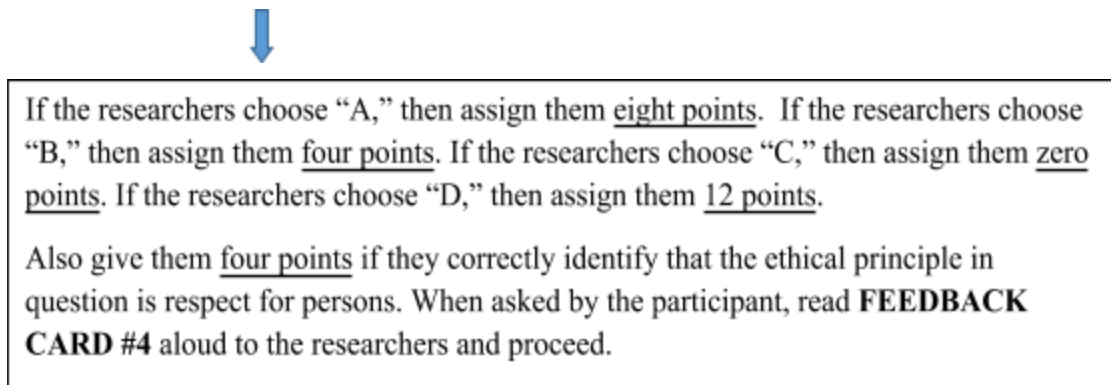 If the researchers choose “A,” then assign them eight points.  If the researchers choose
“B,” then assign them four points. If the researchers choose “C,” then assign them zero
points. If the researchers choose “D,” then assign them 12 points.
Also give them four points if they correctly identify that the ethical principle in
question is respect for persons. When asked by the participant, read FEEDBACK
CARD #4 aloud to the researchers and proceed.